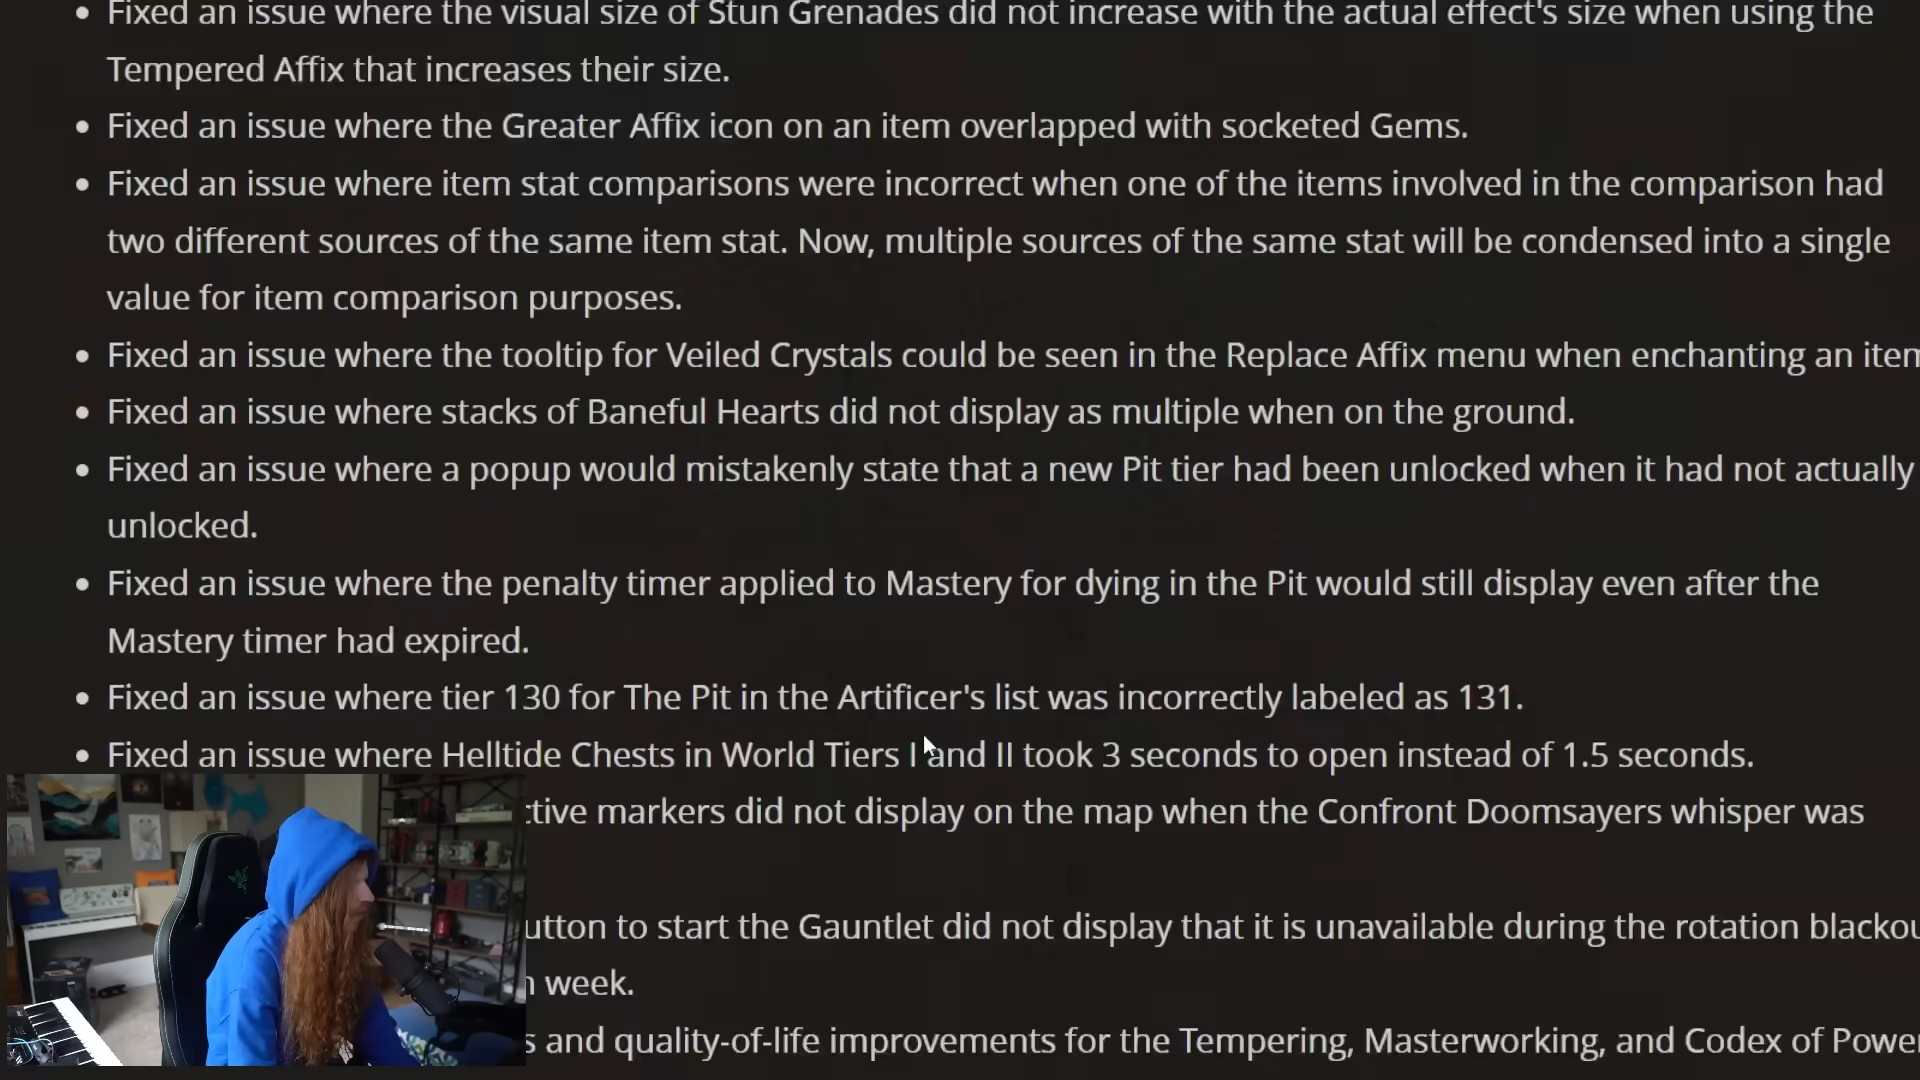 • Fixed an issue where the visual size of Stun Grenades did not increase with the actual effect's size when using the
Tempered Affix that increases their size.
• Fixed an issue where the Greater Affix icon on an item overlapped with socketed Gems.
• Fixed an issue where item stat comparisons were incorrect when one of the items involved in the comparison had
two different sources of the same item stat. Now, multiple sources of the same stat will be condensed into a single
value for item comparison purposes.
• Fixed an issue where the tooltip for Veiled Crystals could be seen in the Replace Affix menu when enchanting an
• Fixed an issue where stacks of Baneful Hearts did not display as multiple when on the ground.
• Fixed an issue where a popup would mistakenly state that a new Pit tier had been unlocked when it had not actually
unlocked.
• Fixed an issue where the penalty timer applied to Mastery for dying in the Pit would still display even after the
Mastery timer had expired.
• Fixed an issue where tier 130 for The Pit in the Artificer's list was incorrectly labeled as 131.
• Fixed an issue where Helltide Chests in World Tiers I and II took 3 seconds to open instead of 1.5 seconds.
markers did not display on the map when the Confront Doomsayers whisper was
to start the Gauntlet did not display that it is unavailable during the rotation
week.
and quality-of-life improvements for the Tempering, Masterworking, and Codex of